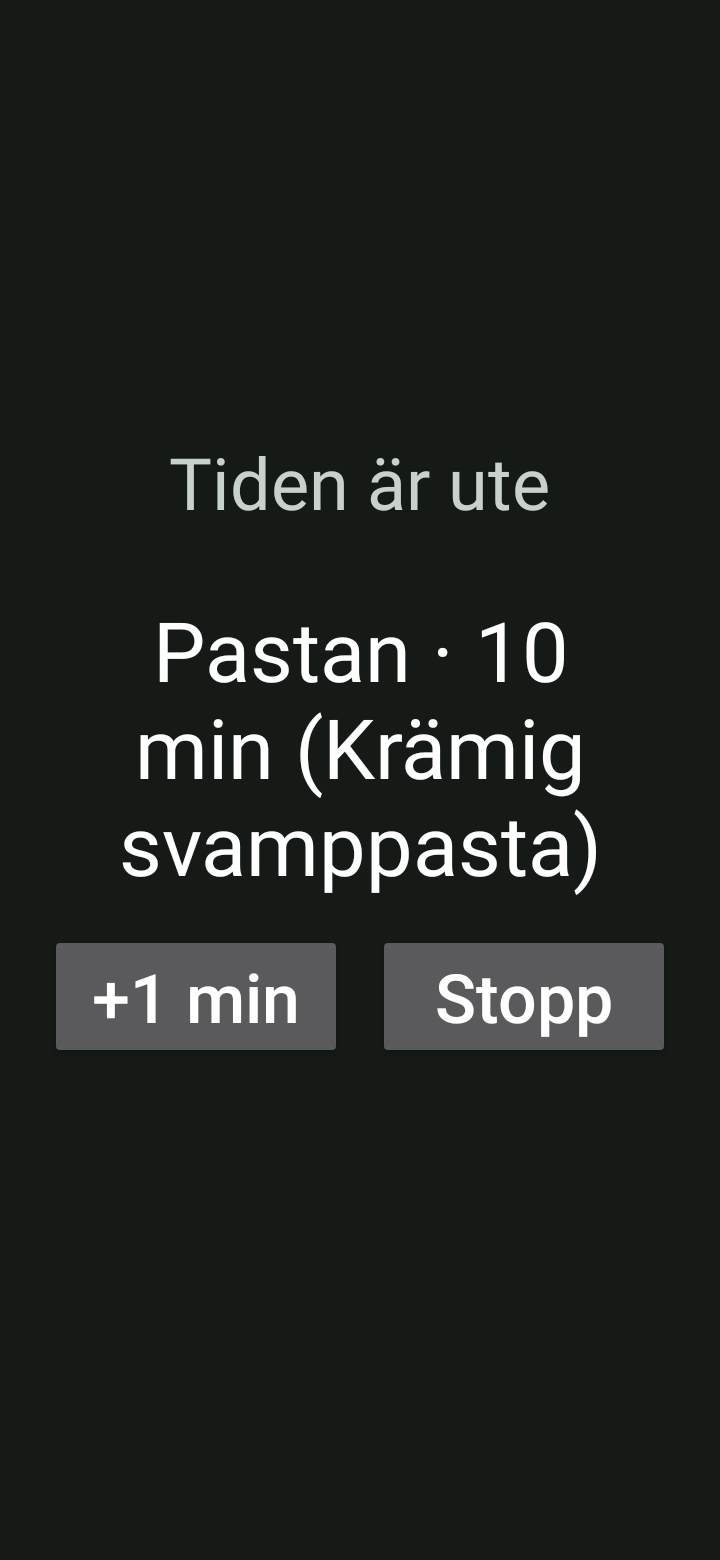 Tiden är ute
Pastan · 10
min (Krämig
svamppasta)
+1 min
Stopp